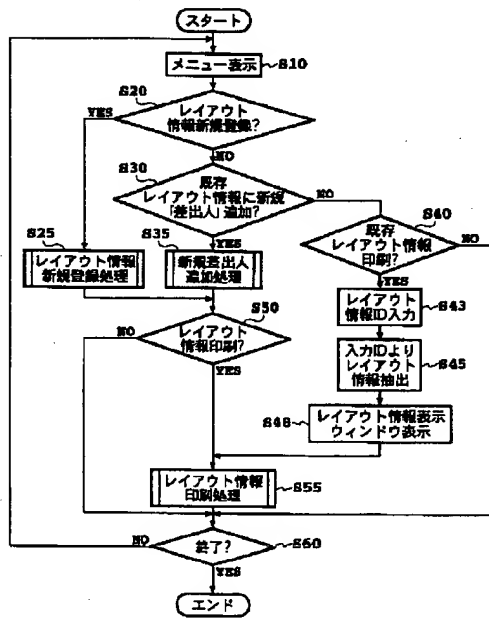 スタート
メニュー表示
S10
S20
YES
レイアウト
情報新規登録?
NO
S30
既存
レイアウト情報に新規
「差出人」追加?
NO
YES
S40
既存
レイアウト情報
印刷?
NO
YES
S25
レイアウト情報
新規登録処理
S35
新規差出人
追加処理
レイアウト
情報ID入力
S43
S50
NO
レイアウト
情報印刷?
YES
入力IDより
レイアウト
情報抽出
S45
S48
レイアウト情報表示
ウィンドウ表示
レイアウト情報
印刷処理
S55
NO
終了?
S60
YES
エンド